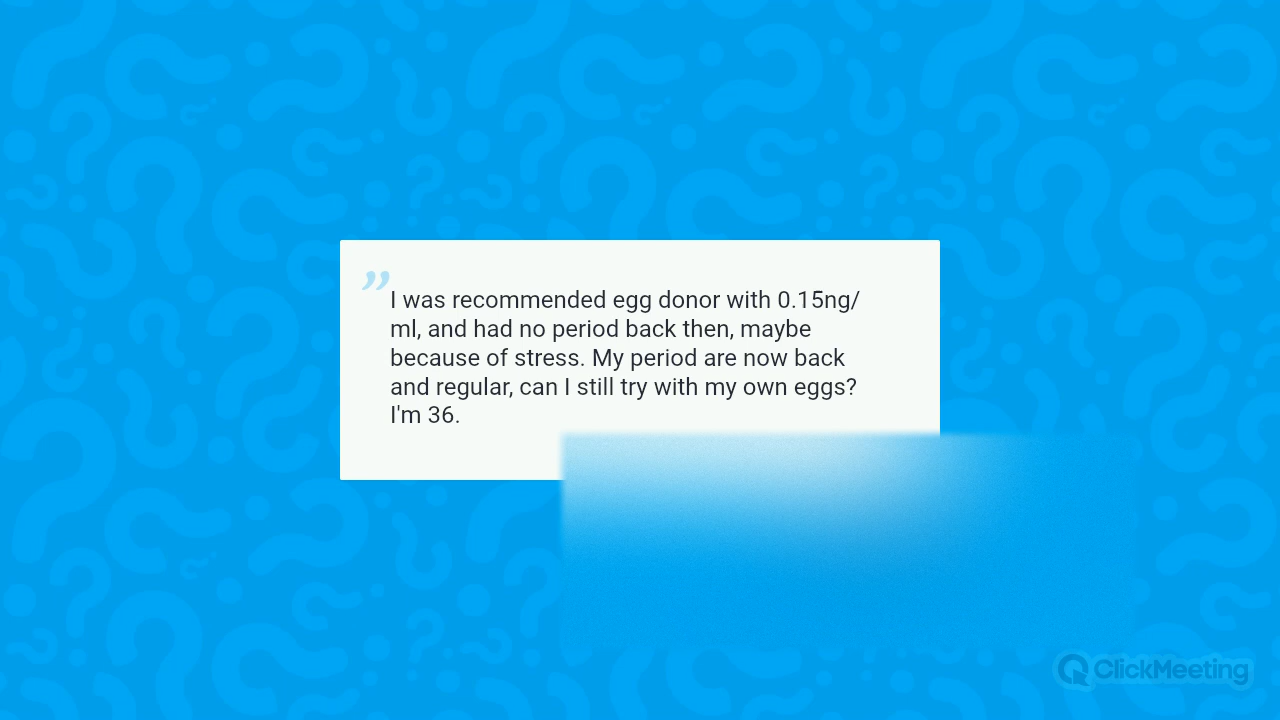 ”
I was recommended egg donor with 0.15ng/
ml, and had no period back then, maybe
because of stress. My period are now back
and regular, can I still try with my own eggs?
I'm 36.
ClickMeeting